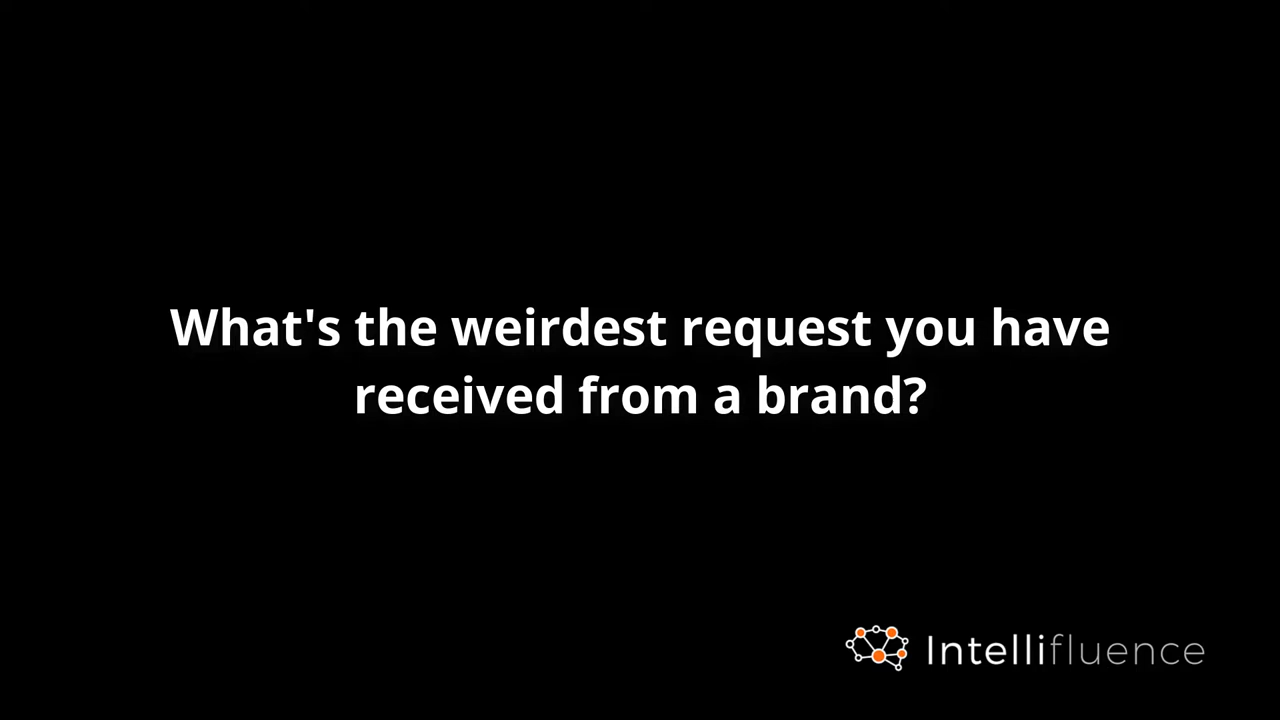 What's the weirdest request you have
received from a brand?
Intellifluence